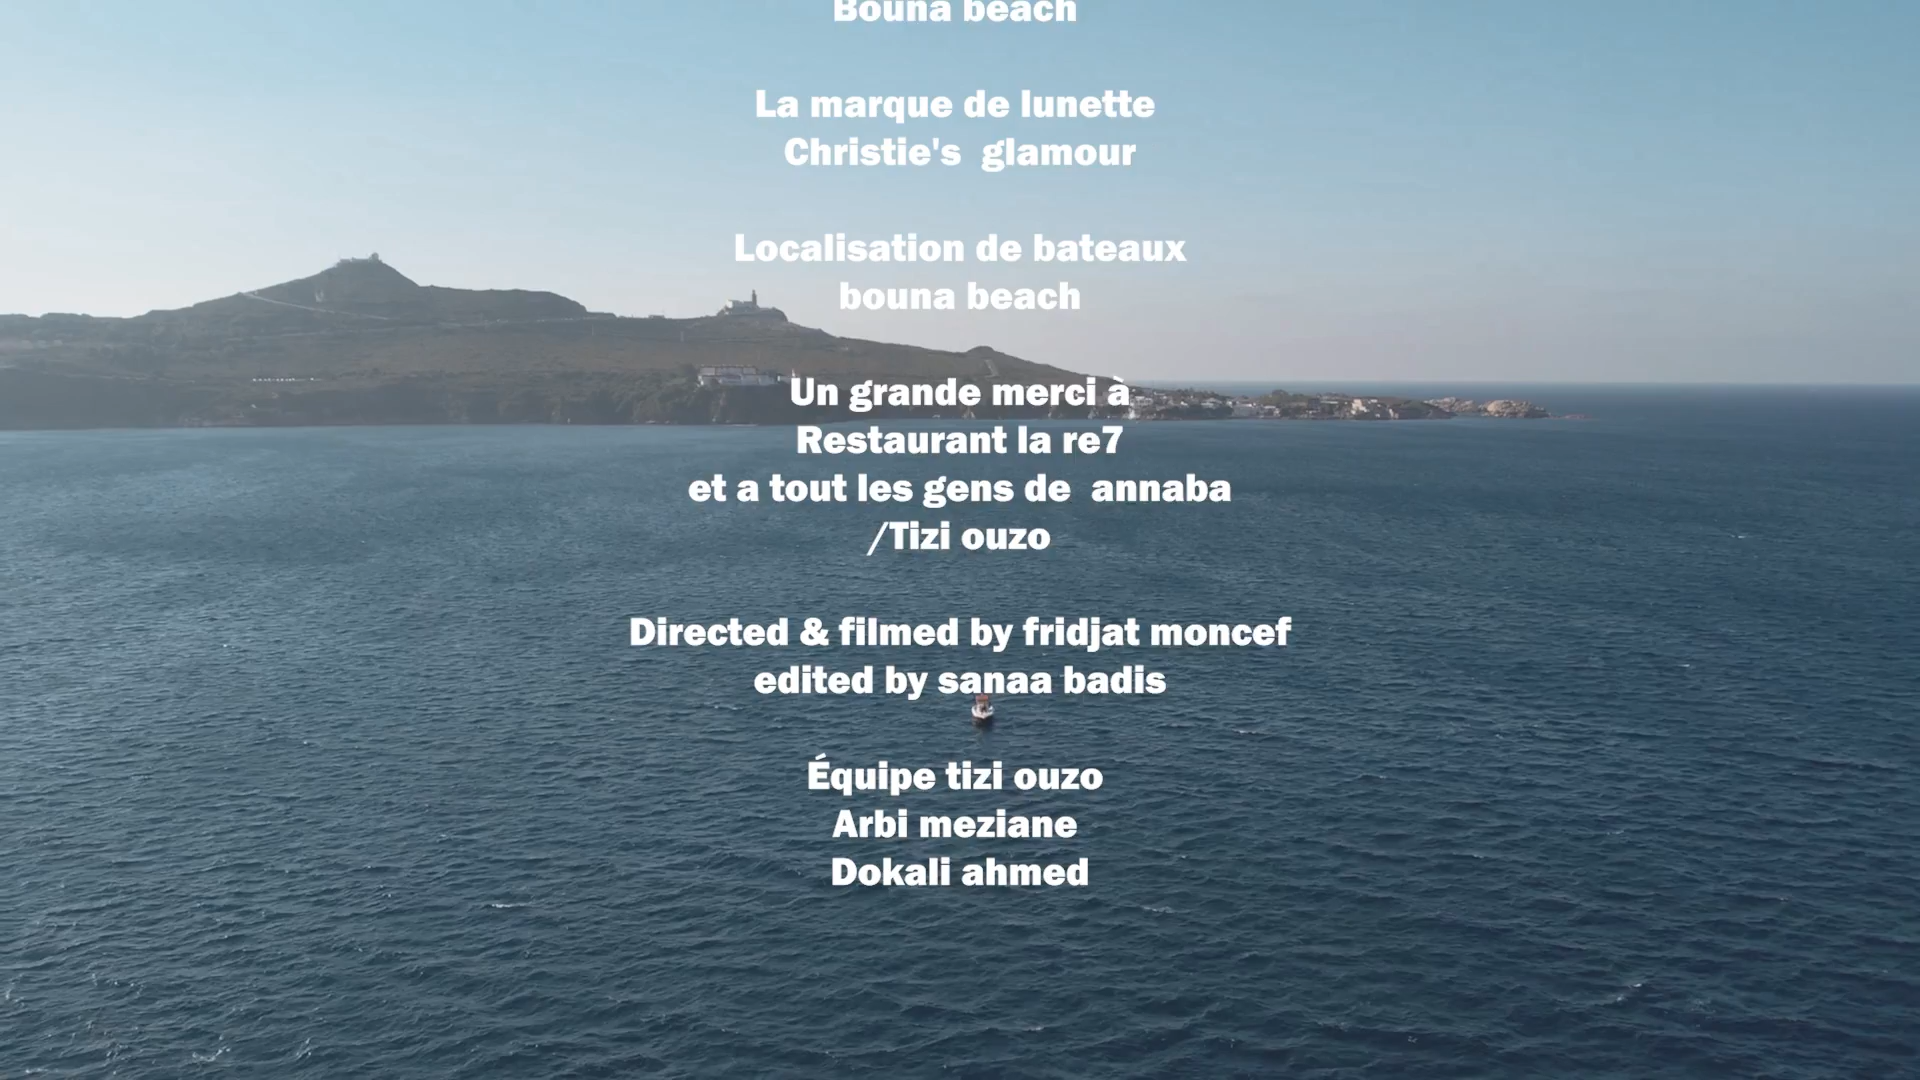 Bouna beach
La marque de lunette
Christie's  glamour
Localisation de bateaux
bouna beach
Un grande merci à
Restaurant la re7
et a tout les gens de  annaba
/Tizi ouzo
Directed & filmed by fridjat moncef
edited by sanaa badis
Équipe tizi ouzo
Arbi meziane
Dokali ahmed